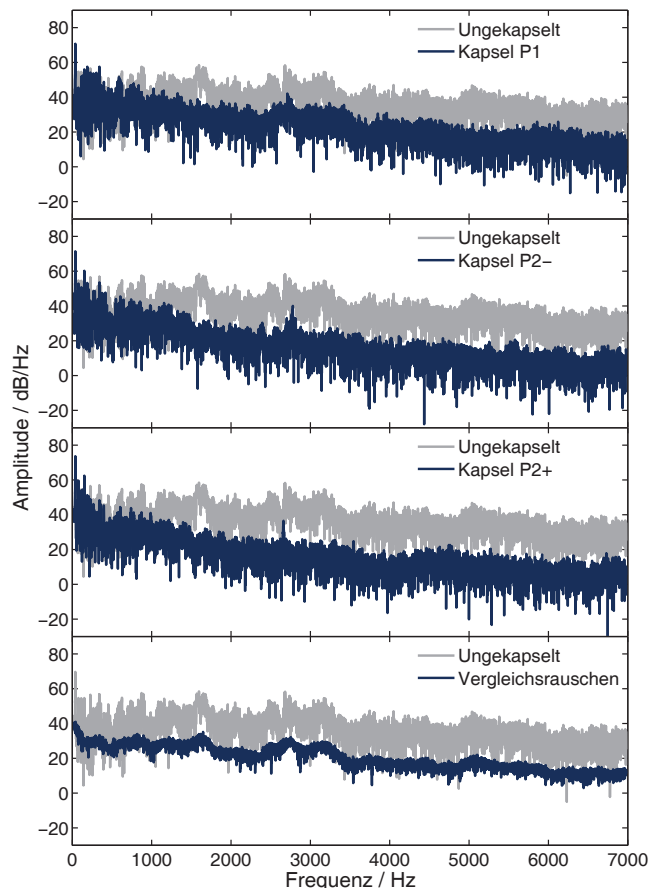 80
60
40
20
0
−20
Ungekapselt
Kapsel P1
80
60
40
20
0
−20
Ungekapselt
Kapsel P2−
80
60
40
20
0
−20
Ungekapselt
Kapsel P2+
80
60
40
20
0
−20
Ungekapselt
Vergleichsrauschen
Amplitude / dB/Hz
0 1000 2000 3000 4000 5000 6000 7000
Frequenz / Hz